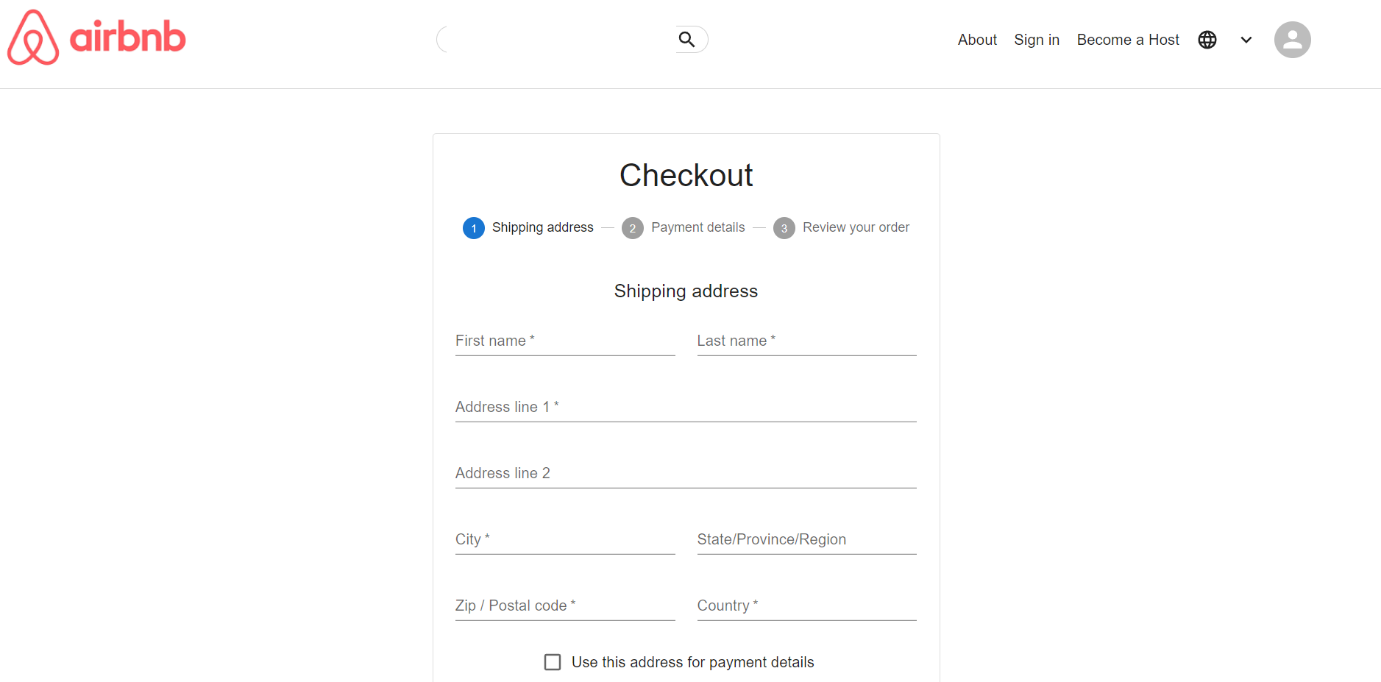 airbnb
About Sign in Become a Host
Checkout
1 Shipping address 2 Payment details 3 Review your order
Shipping address
First name * Last name *
Address line 1 *
Address line 2
City * State/Province/Region
Zip / Postal code * Country *
Use this address for payment details